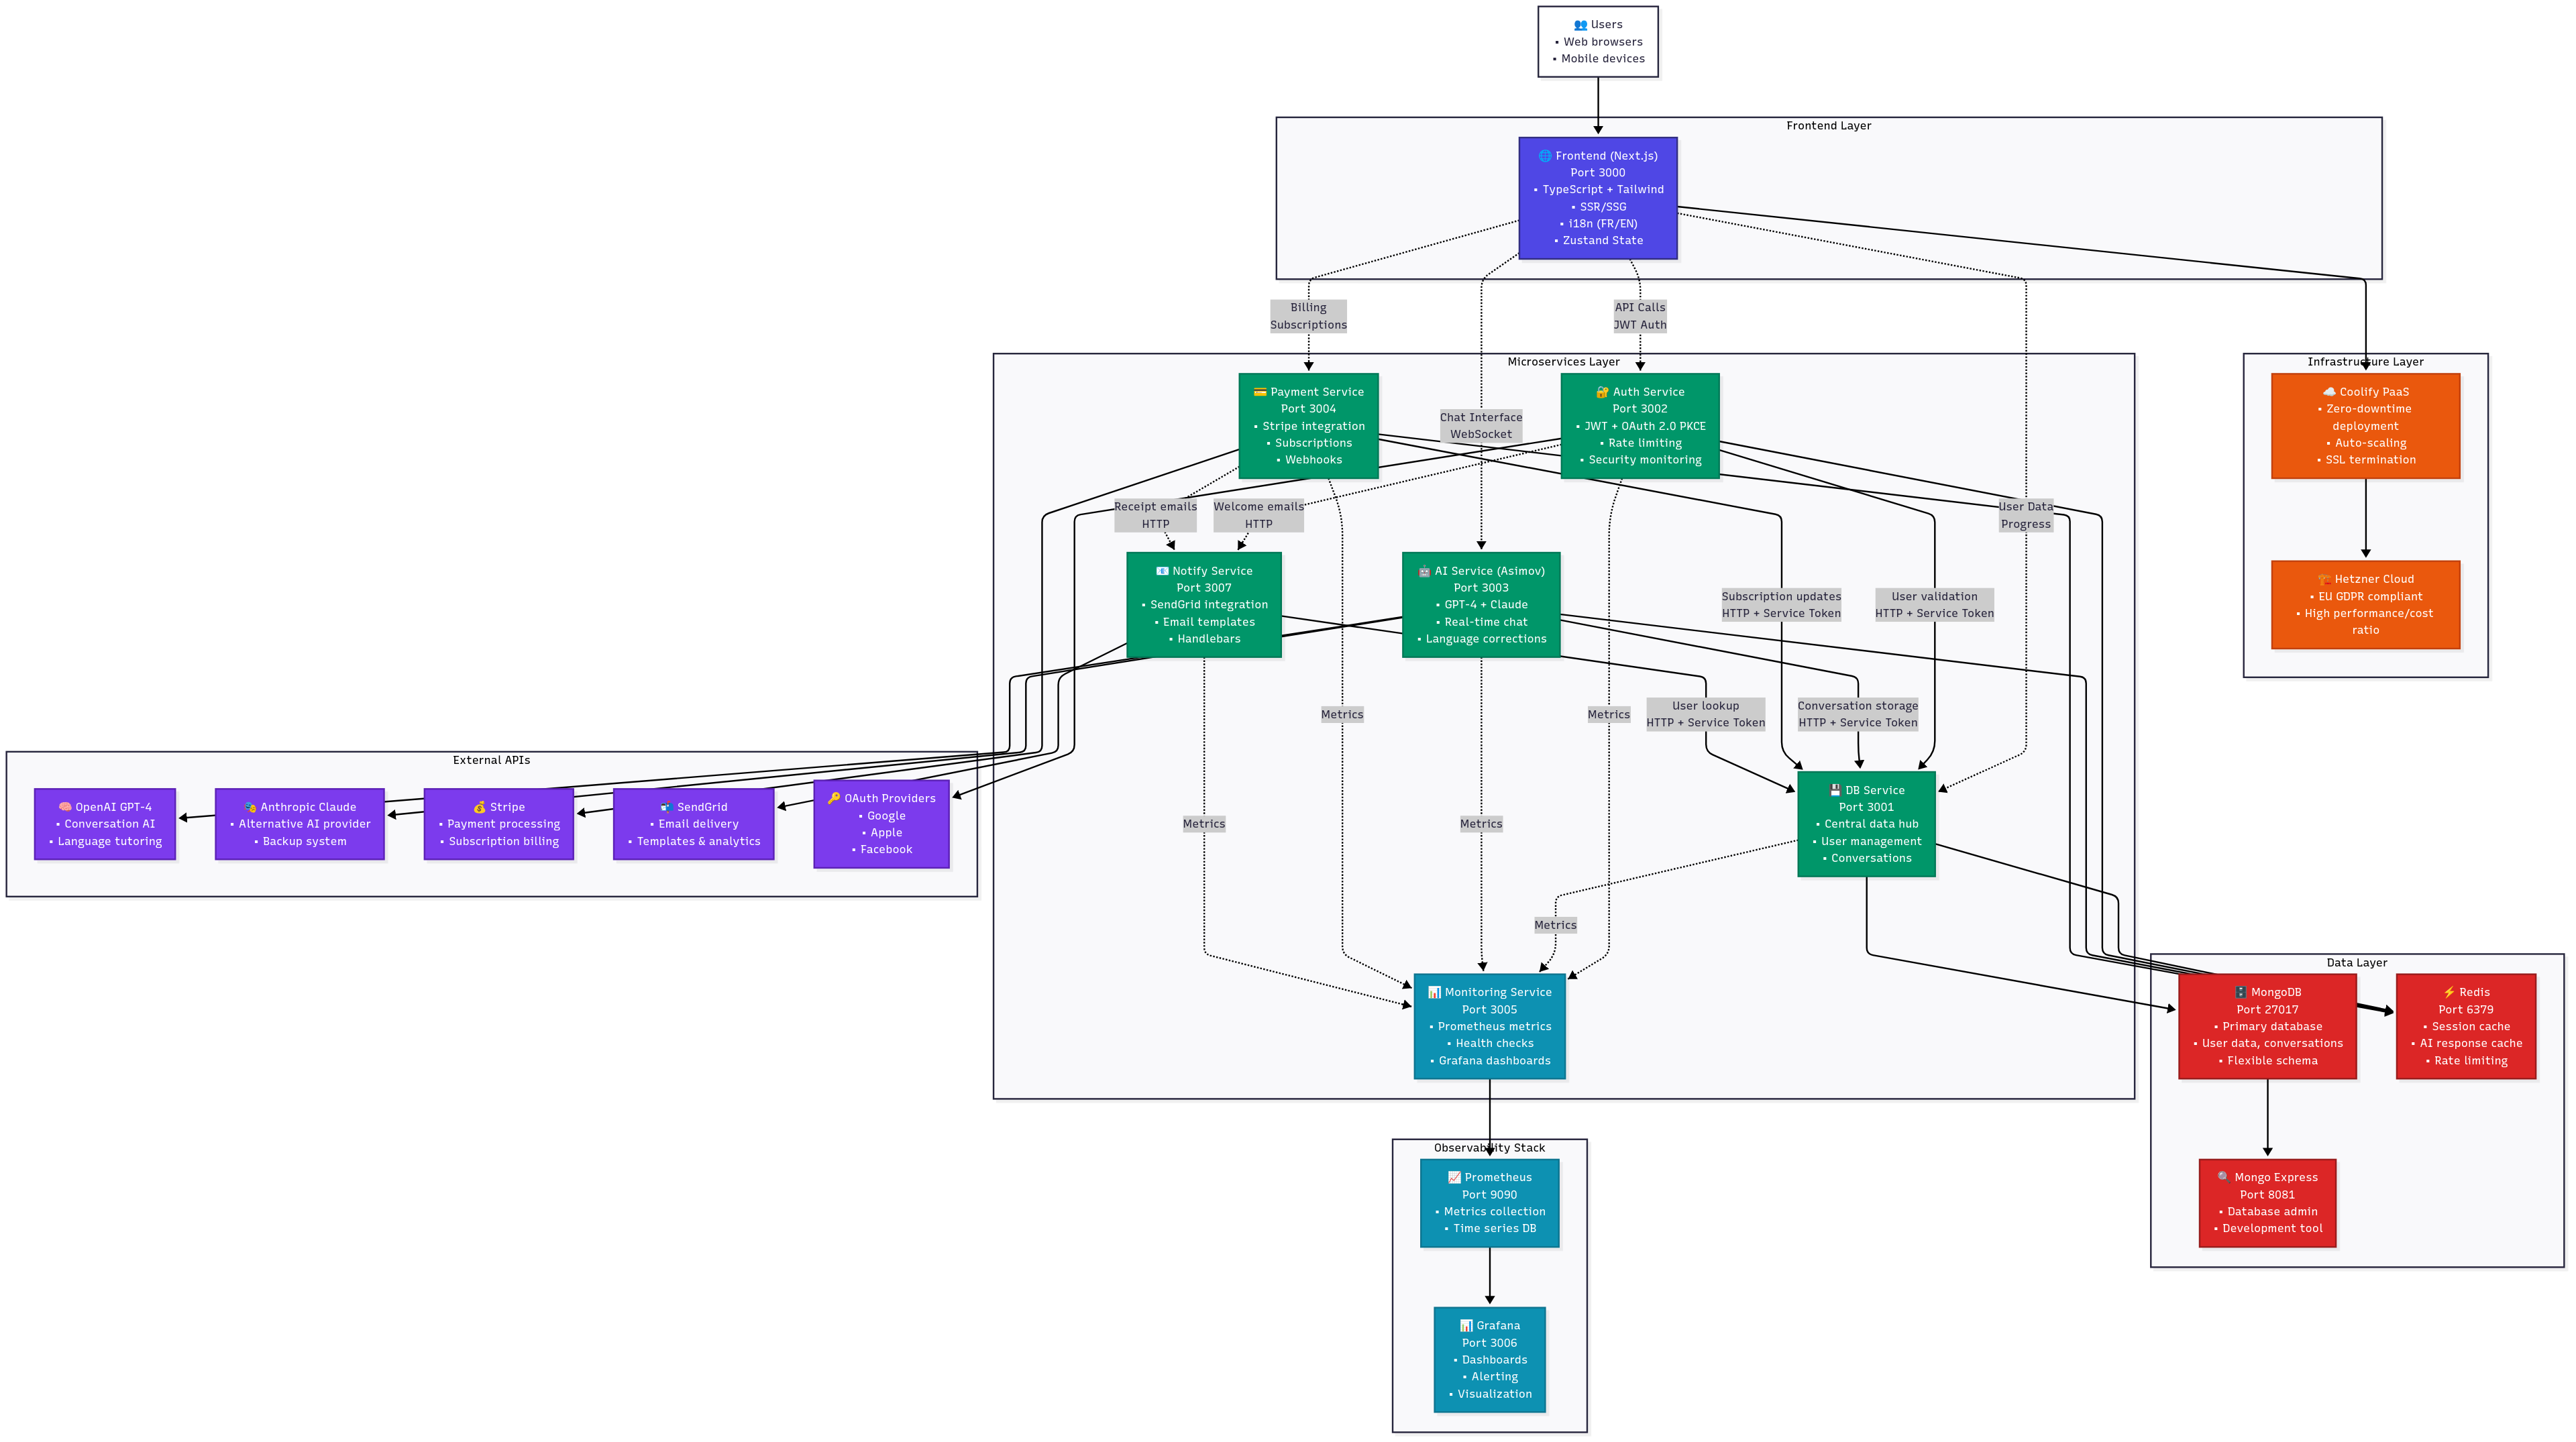 👥 Users
▪ Web browsers
▪ Mobile devices
Frontend Layer
🌐 Frontend (Next.js)
Port 3000
▪ TypeScript + Tailwind
▪ SSR/SSG
▪ i18n (FR/EN)
▪ Zustand State
Billing
Subscriptions
API Calls
JWT Auth
Microservices Layer
💳 Payment Service
Port 3004
▪ Stripe integration
▪ Subscriptions
▪ Webhooks
Chat Interface
WebSocket
🔐 Auth Service
Port 3002
▪ JWT + OAuth 2.0 PKCE
▪ Rate limiting
▪ Security monitoring
Infrastructure Layer
☁️ Coolify PaaS
▪ Zero-downtime
deployment
▪ Auto-scaling
▪ SSL termination
Receipt emails
HTTP
Welcome emails
HTTP
User Data
Progress
📧 Notify Service
Port 3007
▪ SendGrid integration
▪ Email templates
▪ Handlebars
🤖 AI Service (Asimov)
Port 3003
▪ GPT-4 + Claude
▪ Real-time chat
▪ Language corrections
Subscription updates
HTTP + Service Token
User validation
HTTP + Service Token
🏗️ Hetzner Cloud
▪ EU GDPR compliant
▪ High performance/cost
ratio
Metrics
Metrics
User lookup
HTTP + Service Token
Conversation storage
HTTP + Service Token
External APIs
🧠 OpenAI GPT-4
▪ Conversation AI
▪ Language tutoring
🎭 Anthropic Claude
▪ Alternative AI provider
▪ Backup system
💰 Stripe
▪ Payment processing
▪ Subscription billing
📬 SendGrid
▪ Email delivery
▪ Templates & analytics
🔑 OAuth Providers
▪ Google
▪ Apple
▪ Facebook
Metrics
Metrics
💾 DB Service
Port 3001
▪ Central data hub
▪ User management
▪ Conversations
Metrics
📊 Monitoring Service
Port 3005
▪ Prometheus metrics
▪ Health checks
▪ Grafana dashboards
Data Layer
🗄️ MongoDB
Port 27017
▪ Primary database
▪ User data, conversations
▪ Flexible schema
⚡ Redis
Port 6379
▪ Session cache
▪ AI response cache
▪ Rate limiting
Observability Stack
📈 Prometheus
Port 9090
▪ Metrics collection
▪ Time series DB
🔍 Mongo Express
Port 8081
▪ Database admin
▪ Development tool
📊 Grafana
Port 3006
▪ Dashboards
▪ Alerting
▪ Visualization